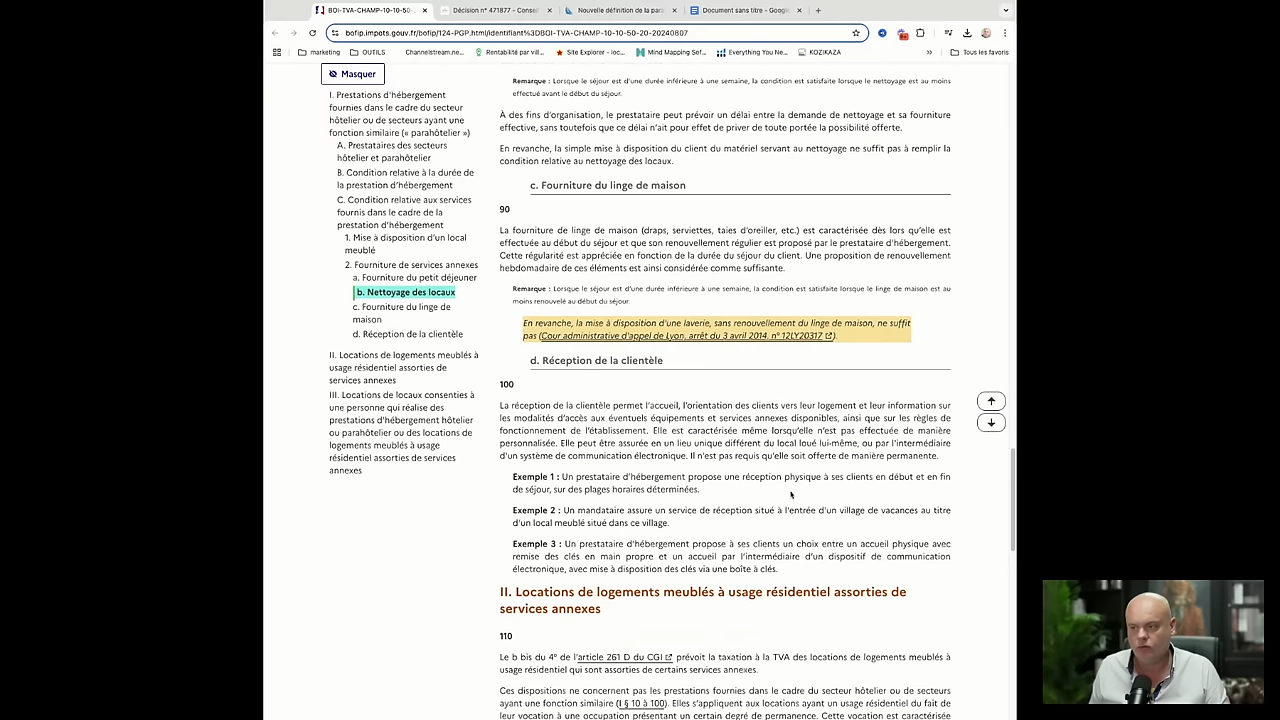 BOI-TVA-CHAMP-10-10-50-
Décision n° 471877 - Conse
Nouvelle définition de la para
Document sans titre - Google
bofip.impots.gouv.fr/bofip/124-PGP.html/identifiant%3DBOI-TVA-CHAMP-10-10-50-20-20240807
marketing
OUTILS
Channelstream.ne...
Rentabilité par vill...
Site Explorer - loc...
Mind Mapping Sof...
Everything You Ne...
KOZIKAZA
»
Tous les favoris
Masquer
I. Prestations d'hébergement
fournies dans le cadre du secteur
hôtelier ou de secteurs ayant une
fonction similaire (« parahôtelier »)
A. Prestataires des secteurs
hôtelier et parahôtelier
B. Condition relative à la durée de
la prestation d'hébergement
C. Condition relative aux services
fournis dans le cadre de la
prestation d'hébergement
1. Mise à disposition d'un local
meublé
2. Fourniture de services annexes
a. Fourniture du petit déjeuner
b. Nettoyage des locaux
c. Fourniture du linge de
maison
d. Réception de la clientèle
II. Locations de logements meublés à
usage résidentiel assorties de
services annexes
III. Locations de locaux consenties à
une personne qui réalise des
prestations d'hébergement hôtelier
ou parahôtelier ou des locations de
logements meublés à usage
résidentiel assorties de services
annexes
Remarque : Lorsque le séjour est d'une durée inférieure à une semaine, la condition est satisfaite lorsque le nettoyage est au moins
effectué avant le début du séjour.
À des fins d'organisation, le prestataire peut prévoir un délai entre la demande de nettoyage et sa fourniture
effective, sans toutefois que ce délai n'ait pour effet de priver de toute portée la possibilité offerte.
En revanche, la simple mise à disposition du client du matériel servant au nettoyage ne suffit pas à remplir la
condition relative au nettoyage des locaux.
c. Fourniture du linge de maison
90
La fourniture de linge de maison (draps, serviettes, taies d'oreiller, etc.) est caractérisée dès lors qu'elle est
effectuée au début du séjour et que son renouvellement régulier est proposé par le prestataire d'hébergement.
Cette régularité est appréciée en fonction de la durée du séjour du client. Une proposition de renouvellement
hebdomadaire de ces éléments est ainsi considérée comme suffisante.
Remarque : Lorsque le séjour est d'une durée inférieure à une semaine, la condition est satisfaite lorsque le linge de maison est au
moins renouvelé au début du séjour.
En revanche, la mise à disposition d'une laverie, sans renouvellement du linge de maison, ne suffit
pas (Cour administrative d'appel de Lyon, arrêt du 3 avril 2014, n° 12LY20317 ).
d. Réception de la clientèle
100
La réception de la clientèle permet l'accueil, l'orientation des clients vers leur logement et leur information sur
les modalités d'accès aux éventuels équipements et services annexes disponibles, ainsi que sur les règles de
fonctionnement de l'établissement. Elle est caractérisée même lorsqu'elle n'est pas effectuée de manière
personnalisée. Elle peut être assurée en un lieu unique différent du local loué lui-même, ou par l'intermédiaire
d'un système de communication électronique. Il n'est pas requis qu'elle soit offerte de manière permanente.
Exemple 1 : Un prestataire d'hébergement propose une réception physique à ses clients en début et en fin
de séjour, sur des plages horaires déterminées.
Exemple 2 : Un mandataire assure un service de réception situé à l'entrée d'un village de vacances au titre
d'un local meublé situé dans ce village.
Exemple 3 : Un prestataire d'hébergement propose à ses clients un choix entre un accueil physique avec
remise des clés en main propre et un accueil par l'intermédiaire d'un dispositif de communication
électronique, avec mise à disposition des clés via une boîte à clés.
II. Locations de logements meublés à usage résidentiel assorties de
services annexes
110
Le b bis du 4° de l'article 261 D du CGI prévoit la taxation à la TVA des locations de logements meublés à
usage résidentiel qui sont assorties de certains services annexes.
Ces dispositions ne concernent pas les prestations fournies dans le cadre du secteur hôtelier ou de secteurs
ayant une fonction similaire (I § 10 à 100). Elles s'appliquent aux locations ayant un usage résidentiel du fait de
leur vocation à une occupation présentant un certain degré de permanence. Cette vocation est caractérisée